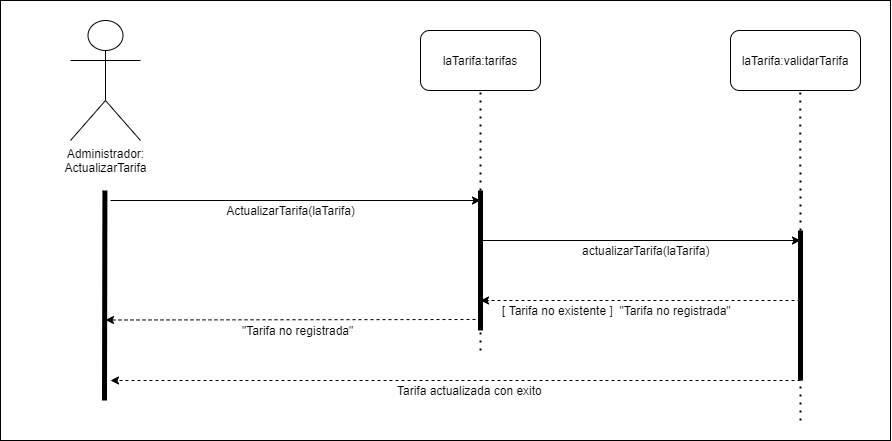 laTarifa:tarifas
laTarifa:validarTarifa
Administrador:
ActualizarTarifa
ActualizarTarifa(laTarifa)
actualizarTarifa(laTarifa)
[ Tarifa no existente ]  "Tarifa no registrada"
"Tarifa no registrada"
Tarifa actualizada con exito